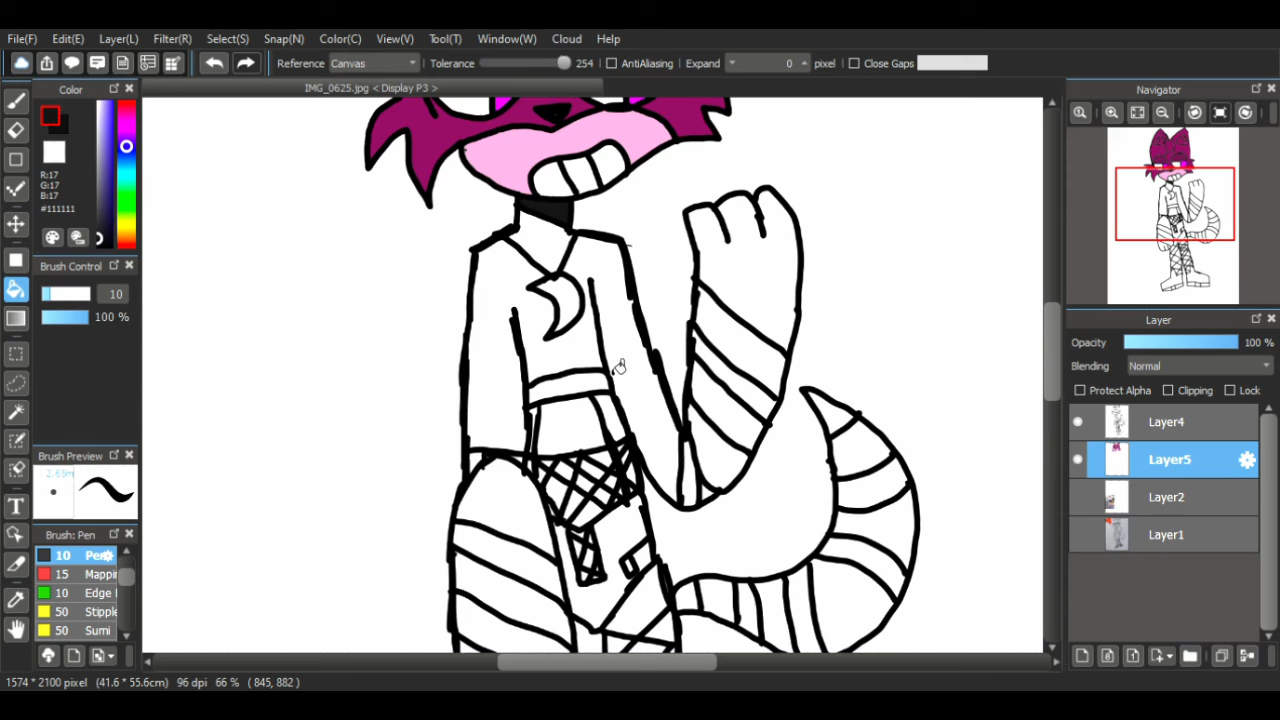 File(F) Edit(E) Layer(L) Filter(R) Select(S) Snap(N) Color(C) View(V) Tool(T) Window(W) Cloud Help
Reference Canvas Tolerance 254 AntiAliasing Expand 0 pixel Close Gaps
Color
IMG_0625.jpg < Display P3 >
R:17
G:17
B:17
#111111
Brush Control
10
100 %
Brush Preview
Brush: Pen
10 Pen
15 Mappin
10 Edge
50 Stipple
50 Sumi
T
Navigator
Layer
Opacity 100 %
Blending Normal
Protect Alpha Clipping Lock
Layer4
Layer5
Layer2
Layer1
1574 * 2100 pixel (41.6 * 55.6cm) 96 dpi 66 % ( 845, 882 )